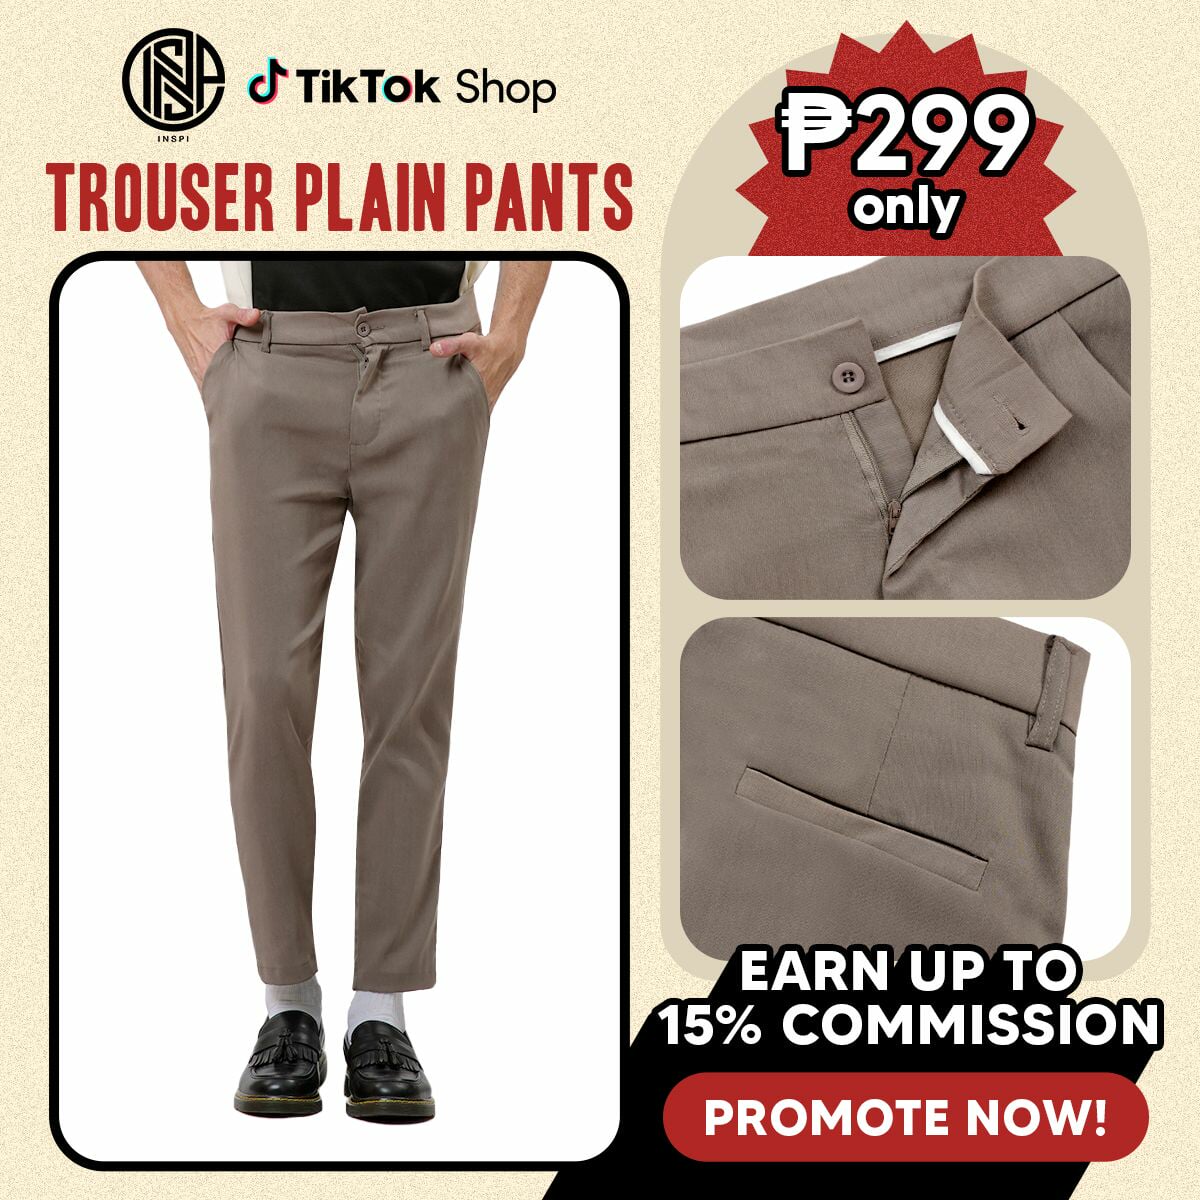 INSPI
TikTok Shop
TROUSER PLAIN PANTS
₱299
only
EARN UP TO
15% COMMISSION
PROMOTE NOW!